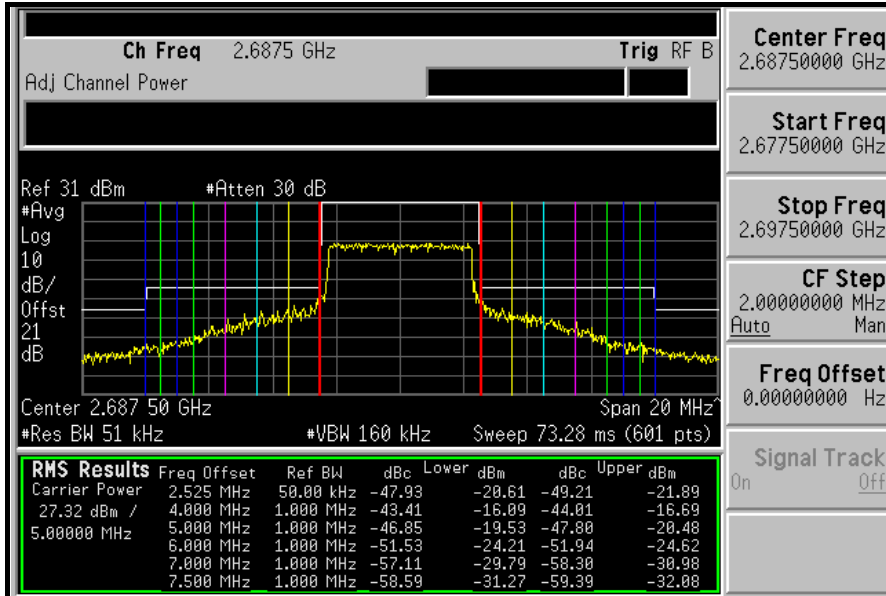 Ch Freq 2.6875 GHz Trig RF B
Adj Channel Power
Ref 31 dBm #Atten 30 dB
#Avg
Log
10
dB/
Offst
21
dB
Center 2.687 50 GHz Span 20 MHz^
#Res BW 51 kHz #VBW 160 kHz Sweep 73.28 ms (601 pts)
RMS Results Freq Offset Ref BW dBc Lower dBm dBc Upper dBm
Carrier Power 2.525 MHz 50.00 kHz -47.93 -20.61 -49.21 -21.89
27.32 dBm / 4.000 MHz 1.000 MHz -43.41 -16.09 -44.01 -16.69
5.00000 MHz 5.000 MHz 1.000 MHz -46.85 -19.53 -47.80 -20.48
6.000 MHz 1.000 MHz -51.53 -24.21 -51.94 -24.62
7.000 MHz 1.000 MHz -57.11 -29.79 -58.30 -30.98
7.500 MHz 1.000 MHz -58.59 -31.27 -59.39 -32.08
Center Freq
2.68750000 GHz
Start Freq
2.67750000 GHz
Stop Freq
2.69750000 GHz
CF Step
2.00000000 MHz
Auto Man
Freq Offset
0.00000000 Hz
Signal Track
On Off